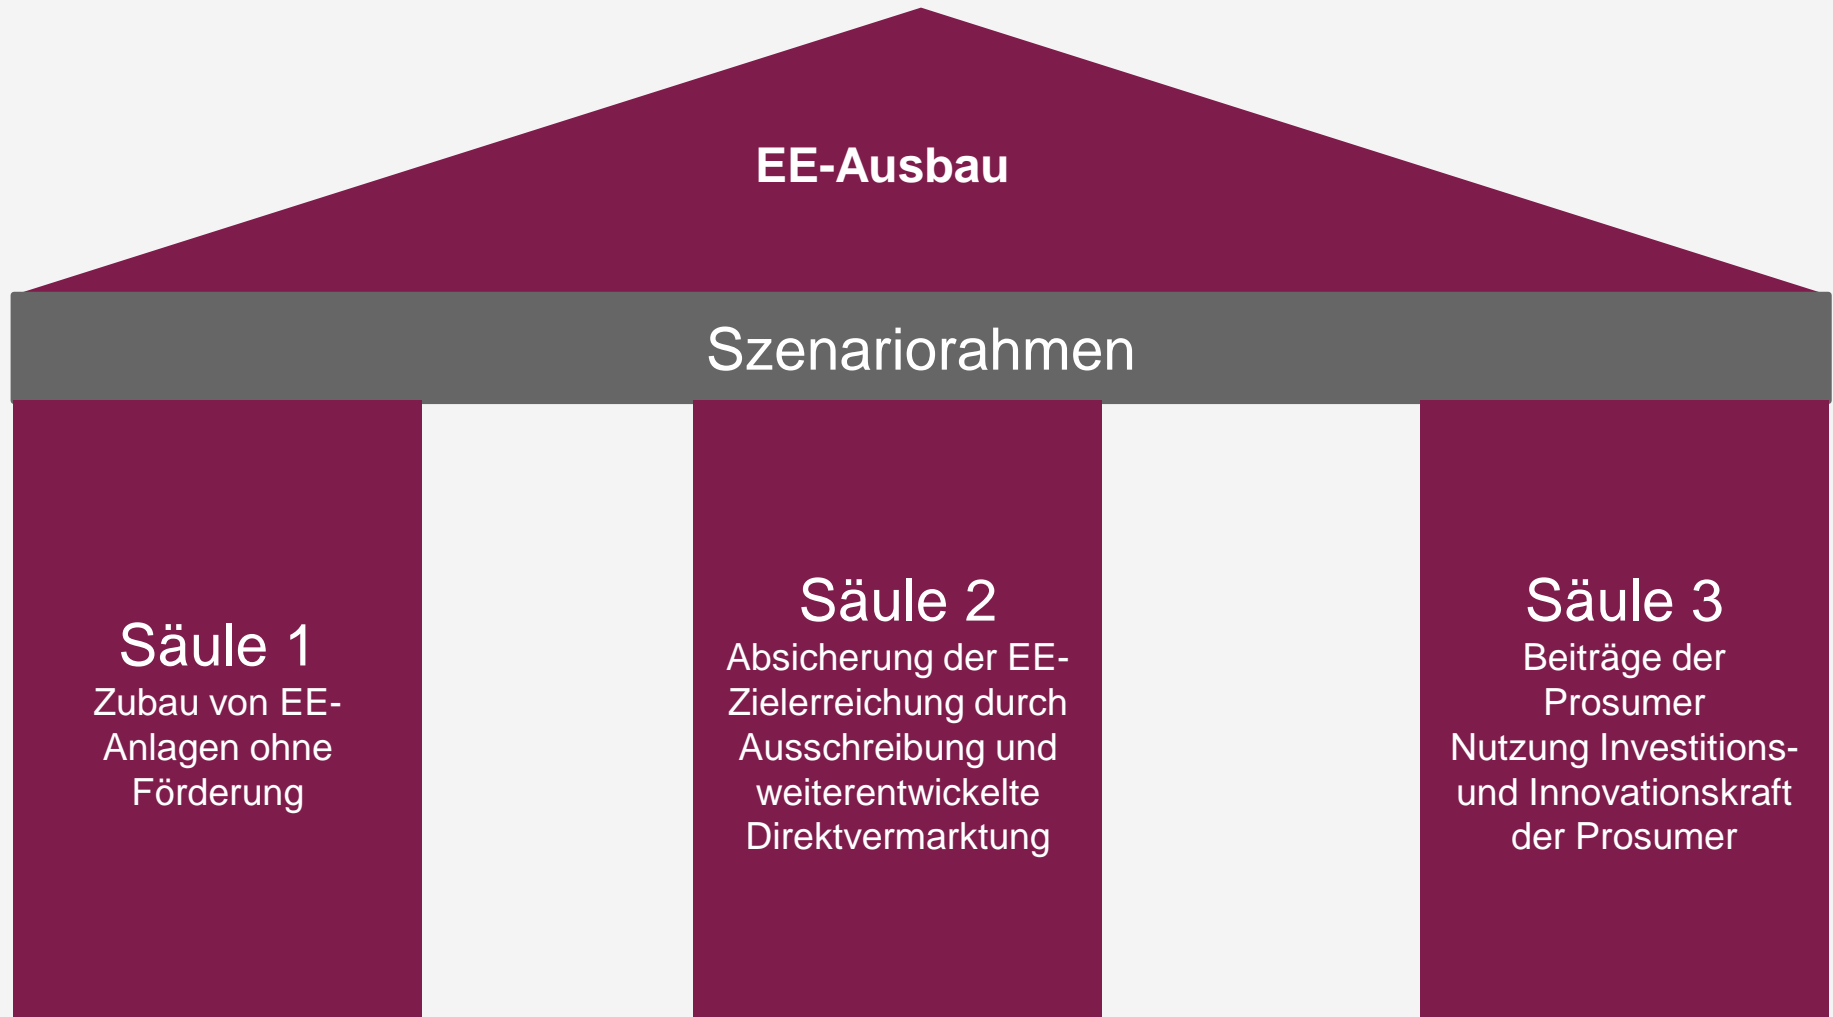 EE-Ausbau
Szenariorahmen
Säule 1
Zubau von EE-
Anlagen ohne
Förderung
Säule 2
Absicherung der EE-
Zielerreichung durch
Ausschreibung und
weiterentwickelte
Direktvermarktung
Säule 3
Beiträge der
Prosumer
Nutzung Investitions-
und Innovationskraft
der Prosumer